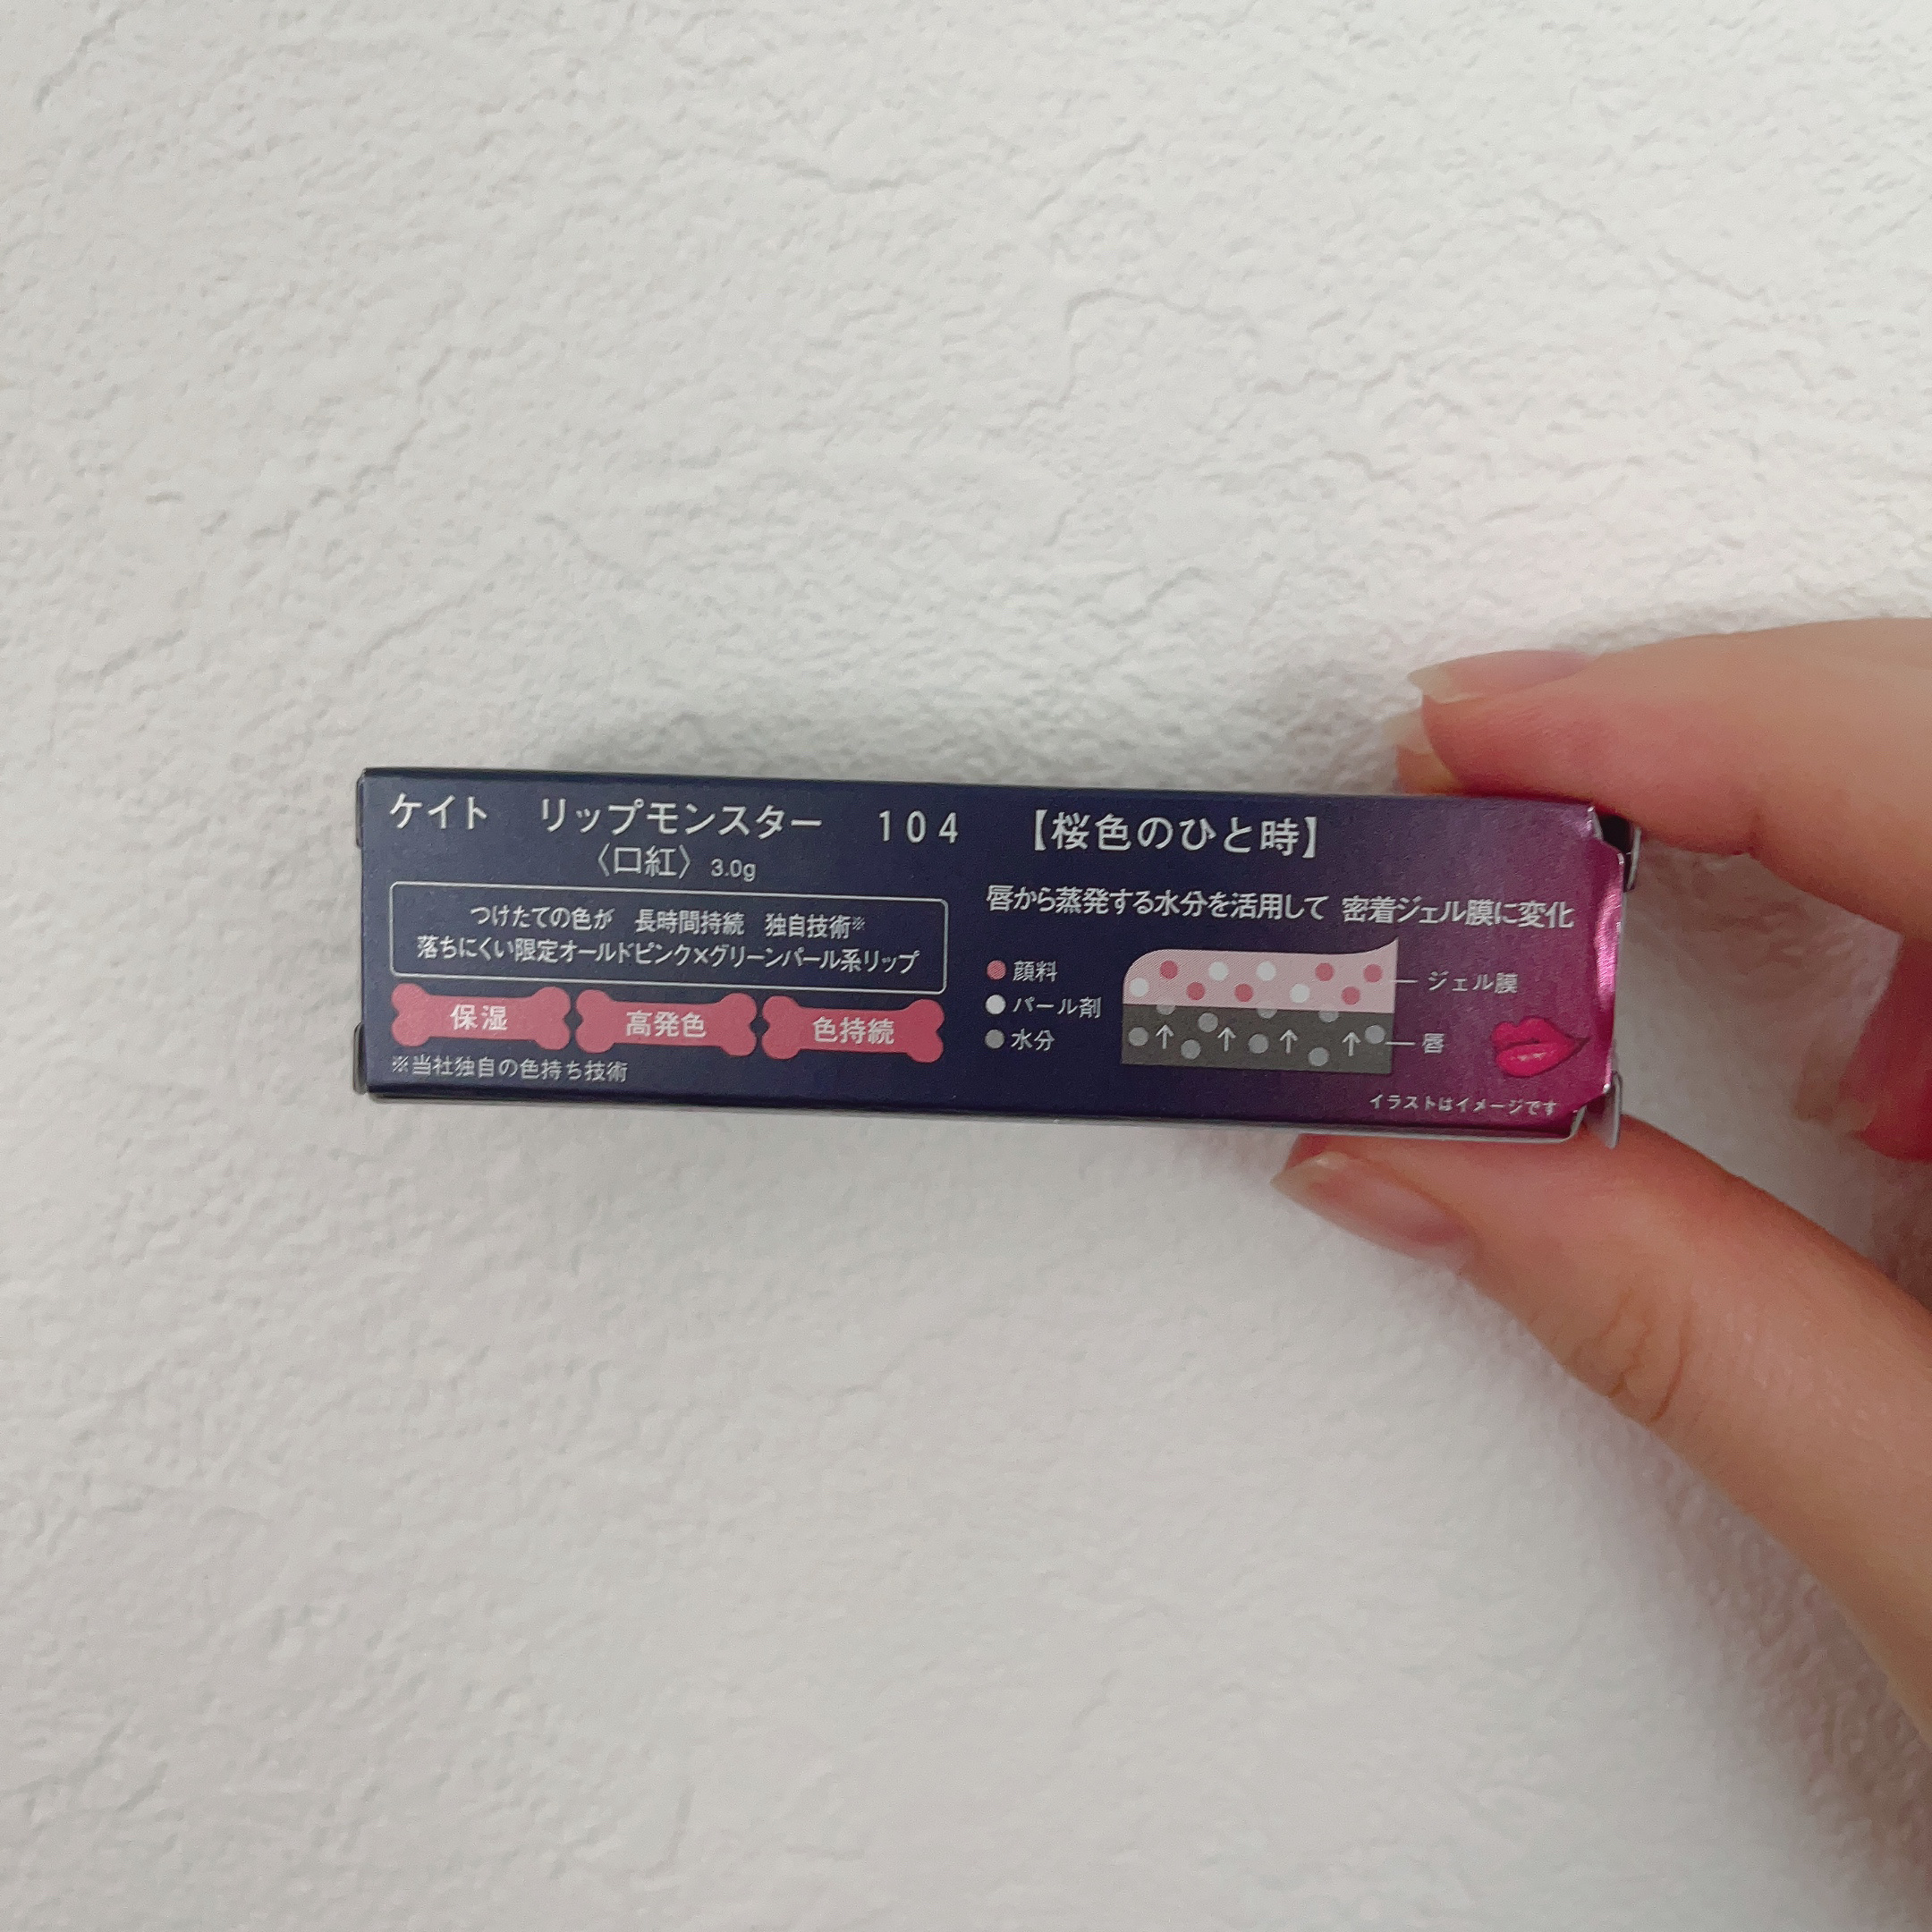 ケイト リップモンスター 104 【桜色のひと時】
〈口紅〉3.0g
つけたての色が 長時間持続 独自技術※
落ちにくい限定オールドピンク×グリーンパール系リップ
保湿 高発色 色持続
※当社独自の色持ち技術
唇から蒸発する水分を活用して 密着ジェル膜に変化
顔料
パール剤
水分
ジェル膜
唇
イラストはイメージです